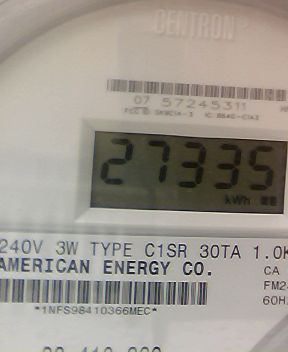 CENTRON
07 57245311
27335
kWh
240V 3W TYPE C1SR 30TA 1.0K
AMERICAN ENERGY CO.
CA
FM2
*1NFS98410366MEC*
60H